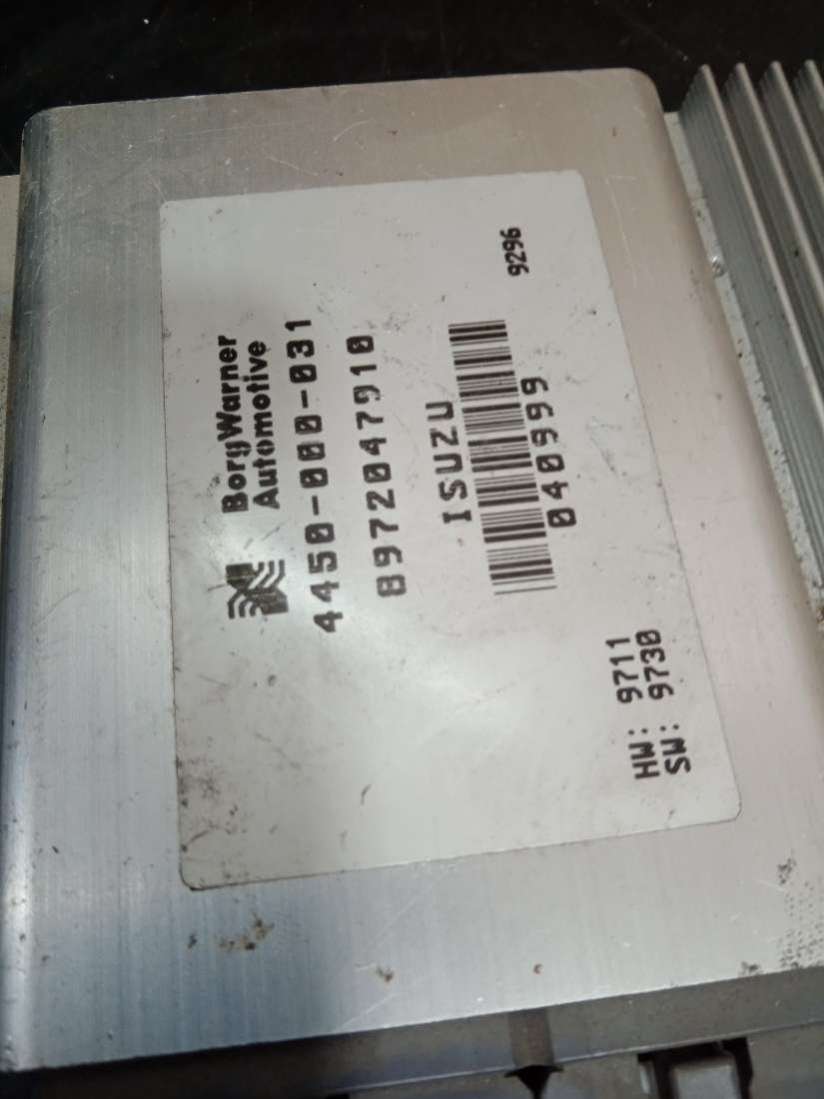 BorgWarner
Automotive
4450-000-031
8972047910
ISUZU
040999
9296
HW: 9711
SW: 9730